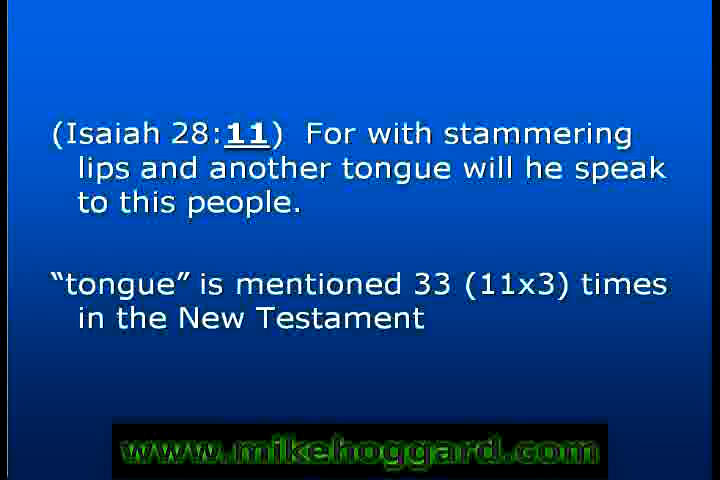 (Isaiah 28:11) For with stammering
lips and another tongue will he speak
to this people.
“tongue” is mentioned 33 (11x3) times
in the New Testament
www.mikehoggard.com